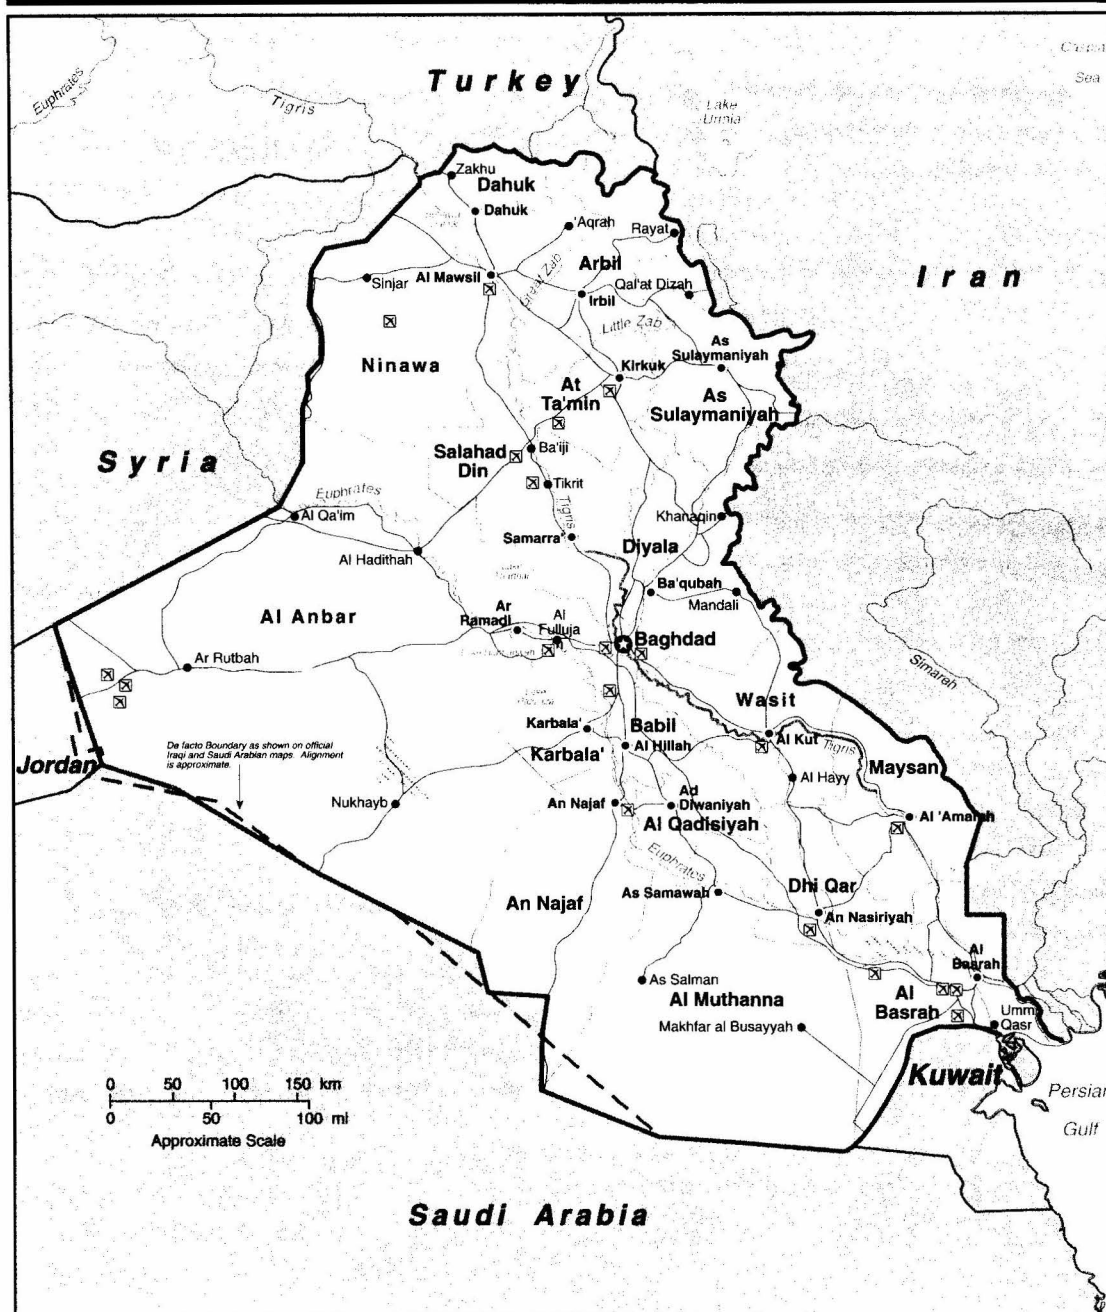 Caspian
Sea
Turkey
Euphrates
Tigris
Lake
Urmia
Zakhu
Dahuk
Dahuk
'Aqrah
Rayat
Iran
Arbil
Al Mawsil
Great Zab
Sinjar
Qal'at Dizah
Irbil
Little Zab
As
Sulaymaniyah
Ninawa
Kirkuk
At
Ta'min
As
Sulaymaniyah
Syria
Salahad
Din
Ba'iji
Tikrit
Euphrates
Al Qa'im
Tigris
Khanaqin
Samarra'
Diyala
Al Hadithah
Ba'qubah
Mandali
Al Anbar
Ar
Ramadi
Al
Falluja
Baghdad
Ar Rutbah
Simareh
Wasit
Karbala'
Babil
Karbala'
Al Hillah
Al Kut
Tigris
Jordan
De facto Boundary as shown on official
Iraqi and Saudi Arabian maps. Alignment
is approximate.
Maysan
Al Hayy
Nukhayb
An Najaf
Ad
Diwaniyah
Al Qadisiyah
Al 'Amarah
Euphrates
Dhi Qar
An Najaf
As Samawah
An Nasiriyah
Al
Basrah
As Salman
Al Muthanna
Al
Basrah
Makhfar al Busayyah
Umm
Qasr
Kuwait
Persian
Gulf
0 50 100 150 km
0 50 100 mi
Approximate Scale
Saudi Arabia